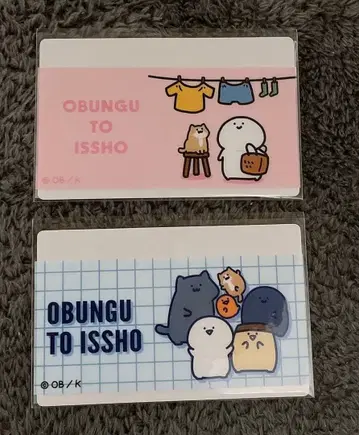 OBUNGU
TO
ISSHO
© OB / K
OBUNGU
TO ISSHO
© OB / K